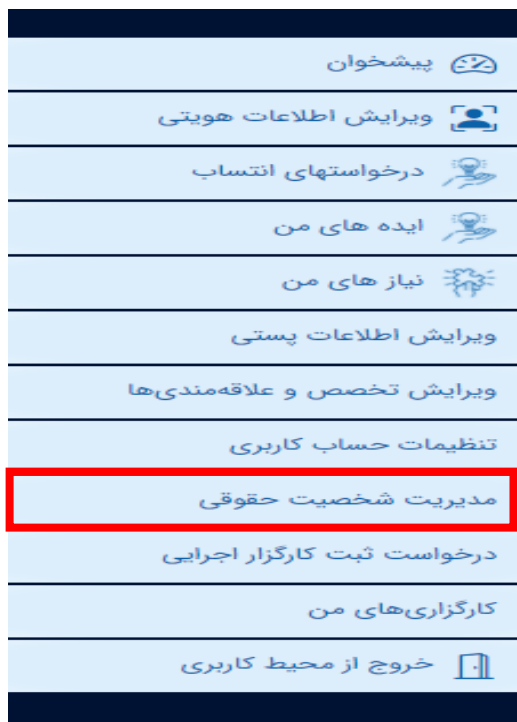 پیشخوان
ویرایش اطلاعات هویتی
درخواستهای انتساب
ایده های من
نیاز های من
ویرایش اطلاعات پستی
ویرایش تخصص و علاقه‌مندی‌ها
تنظیمات حساب کاربری
مدیریت شخصیت حقوقی
درخواست ثبت کارگزار اجرایی
کارگزاری‌های من
خروج از محیط کاربری